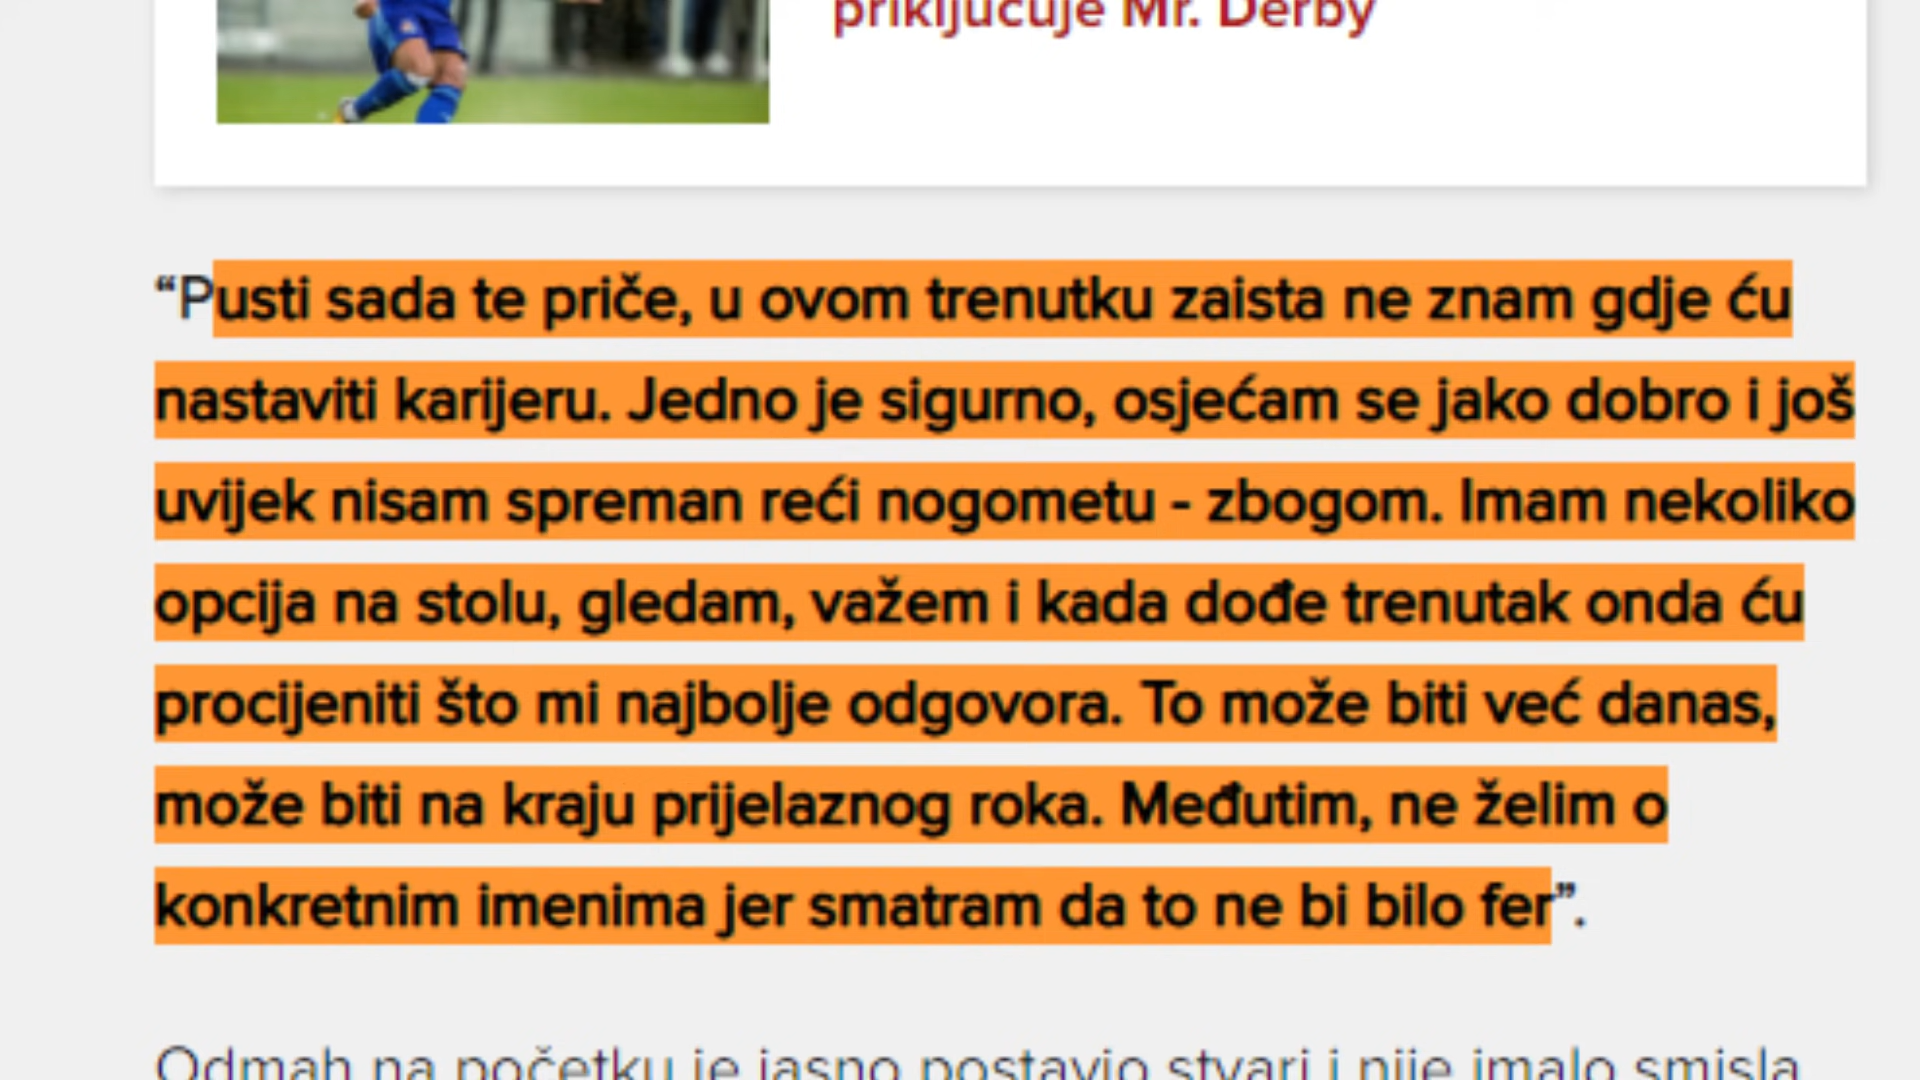 priključuje Mr. Derby
“Pusti sada te priče, u ovom trenutku zaista ne znam gdje ću
nastaviti karijeru. Jedno je sigurno, osjećam se jako dobro i još
uvijek nisam spreman reći nogometu - zbogom. Imam nekoliko
opcija na stolu, gledam, važem i kada dođe trenutak onda ću
procijeniti što mi najbolje odgovora. To može biti već danas,
može biti na kraju prijelaznog roka. Međutim, ne želim o
konkretnim imenima jer smatram da to ne bi bilo fer”.
Odmah na početku je jasno postavio stvari i nije imalo smisla